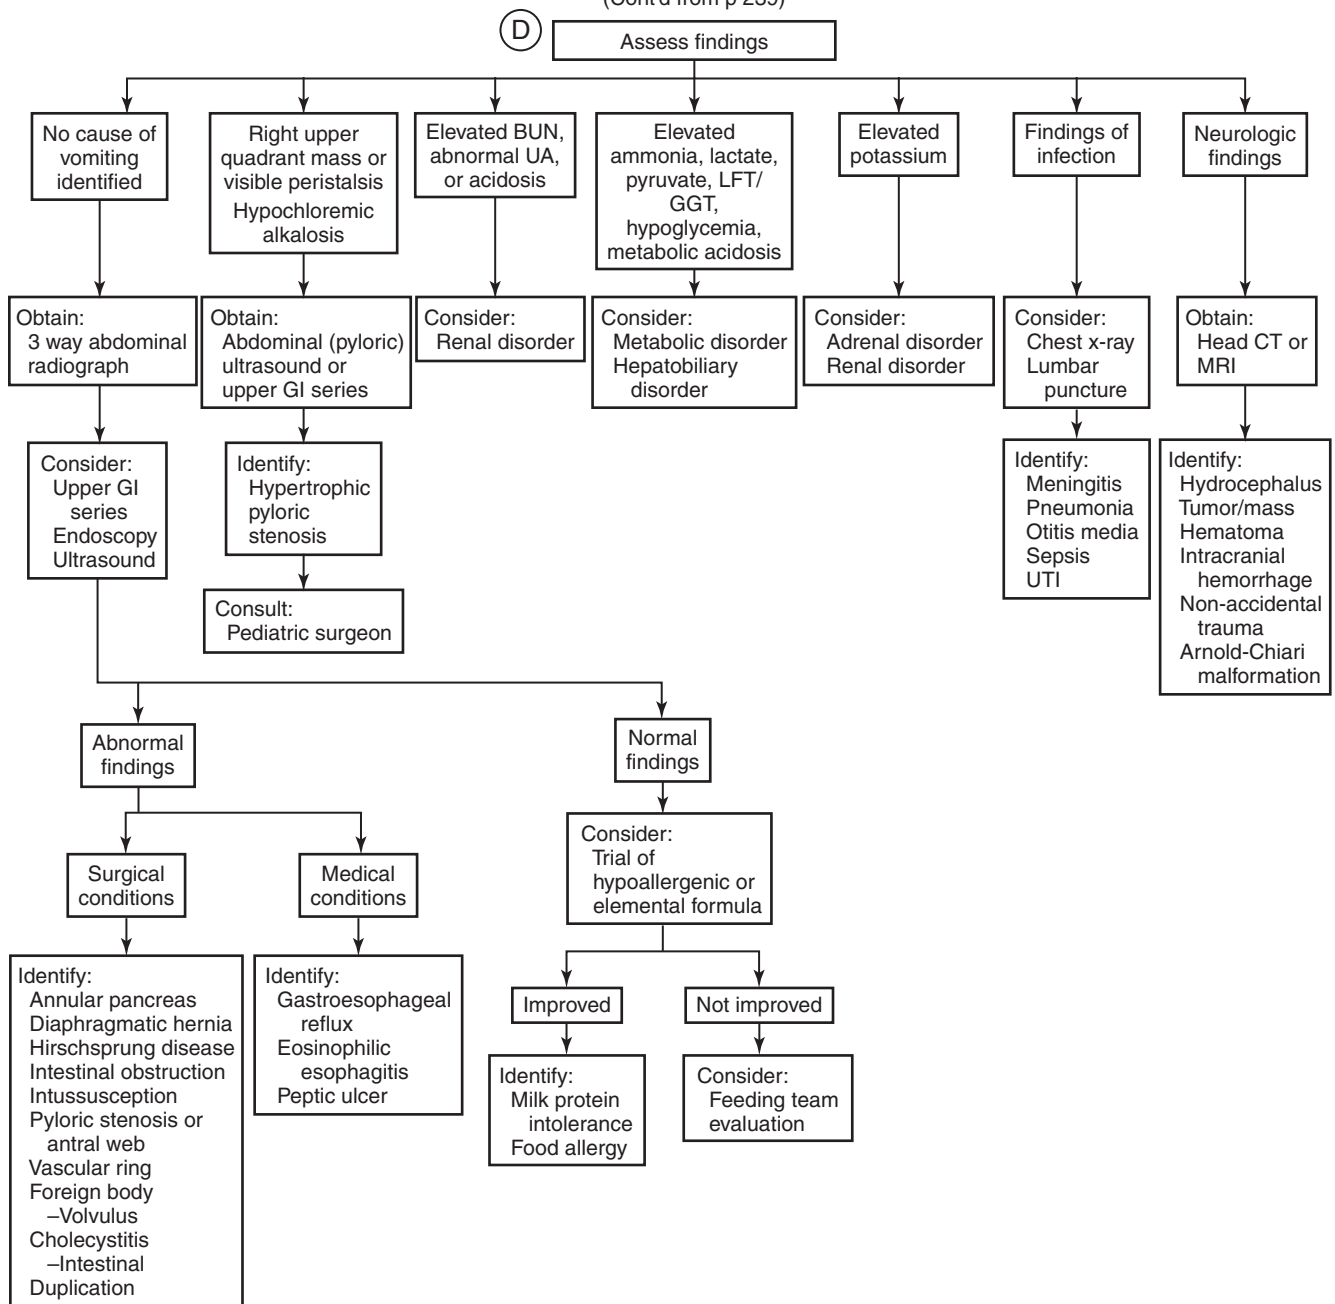 (Cont'd from p 239)
D
Assess findings
No cause of
vomiting
identified
Right upper
quadrant mass or
visible peristalsis
Hypochloremic
alkalosis
Elevated BUN,
abnormal UA,
or acidosis
Elevated
ammonia, lactate,
pyruvate, LFT/
GGT,
hypoglycemia,
metabolic acidosis
Elevated
potassium
Findings of
infection
Neurologic
findings
Obtain:
3 way abdominal
radiograph
Obtain:
Abdominal (pyloric)
ultrasound or
upper GI series
Consider:
Renal disorder
Consider:
Metabolic disorder
Hepatobiliary
disorder
Consider:
Adrenal disorder
Renal disorder
Consider:
Chest x-ray
Lumbar
puncture
Obtain:
Head CT or
MRI
Consider:
Upper GI
series
Endoscopy
Ultrasound
Identify:
Hypertrophic
pyloric
stenosis
Identify:
Meningitis
Pneumonia
Otitis media
Sepsis
UTI
Identify:
Hydrocephalus
Tumor/mass
Hematoma
Intracranial
hemorrhage
Non-accidental
trauma
Arnold-Chiari
malformation
Consult:
Pediatric surgeon
Abnormal
findings
Normal
findings
Surgical
conditions
Medical
conditions
Consider:
Trial of
hypoallergenic or
elemental formula
Identify:
Annular pancreas
Diaphragmatic hernia
Hirschsprung disease
Intestinal obstruction
Intussusception
Pyloric stenosis or
antral web
Vascular ring
Foreign body
–Volvulus
Cholecystitis
–Intestinal
Duplication
Identify:
Gastroesophageal
reflux
Eosinophilic
esophagitis
Peptic ulcer
Improved
Not improved
Identify:
Milk protein
intolerance
Food allergy
Consider:
Feeding team
evaluation